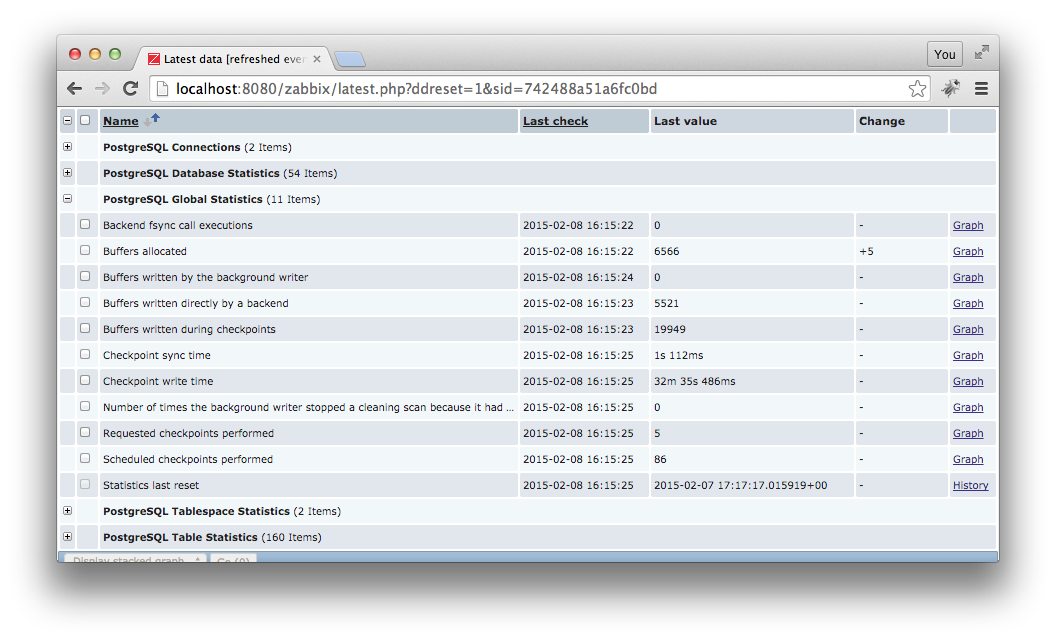 Latest data [refreshed ever
You
localhost:8080/zabbix/latest.php?ddreset=1&sid=742488a51a6fc0bd
Name Last check Last value Change
PostgreSQL Connections (2 Items)
PostgreSQL Database Statistics (54 Items)
PostgreSQL Global Statistics (11 Items)
Backend fsync call executions 2015-02-08 16:15:22 0 - Graph
Buffers allocated 2015-02-08 16:15:22 6566 +5 Graph
Buffers written by the background writer 2015-02-08 16:15:24 0 - Graph
Buffers written directly by a backend 2015-02-08 16:15:23 5521 - Graph
Buffers written during checkpoints 2015-02-08 16:15:23 19949 - Graph
Checkpoint sync time 2015-02-08 16:15:25 1s 112ms - Graph
Checkpoint write time 2015-02-08 16:15:25 32m 35s 486ms - Graph
Number of times the background writer stopped a cleaning scan because it had ... 2015-02-08 16:15:25 0 - Graph
Requested checkpoints performed 2015-02-08 16:15:25 5 - Graph
Scheduled checkpoints performed 2015-02-08 16:15:25 86 - Graph
Statistics last reset 2015-02-08 16:15:25 2015-02-07 17:17:17.015919+00 - History
PostgreSQL Tablespace Statistics (2 Items)
PostgreSQL Table Statistics (160 Items)
Display stacked graph Go (0)